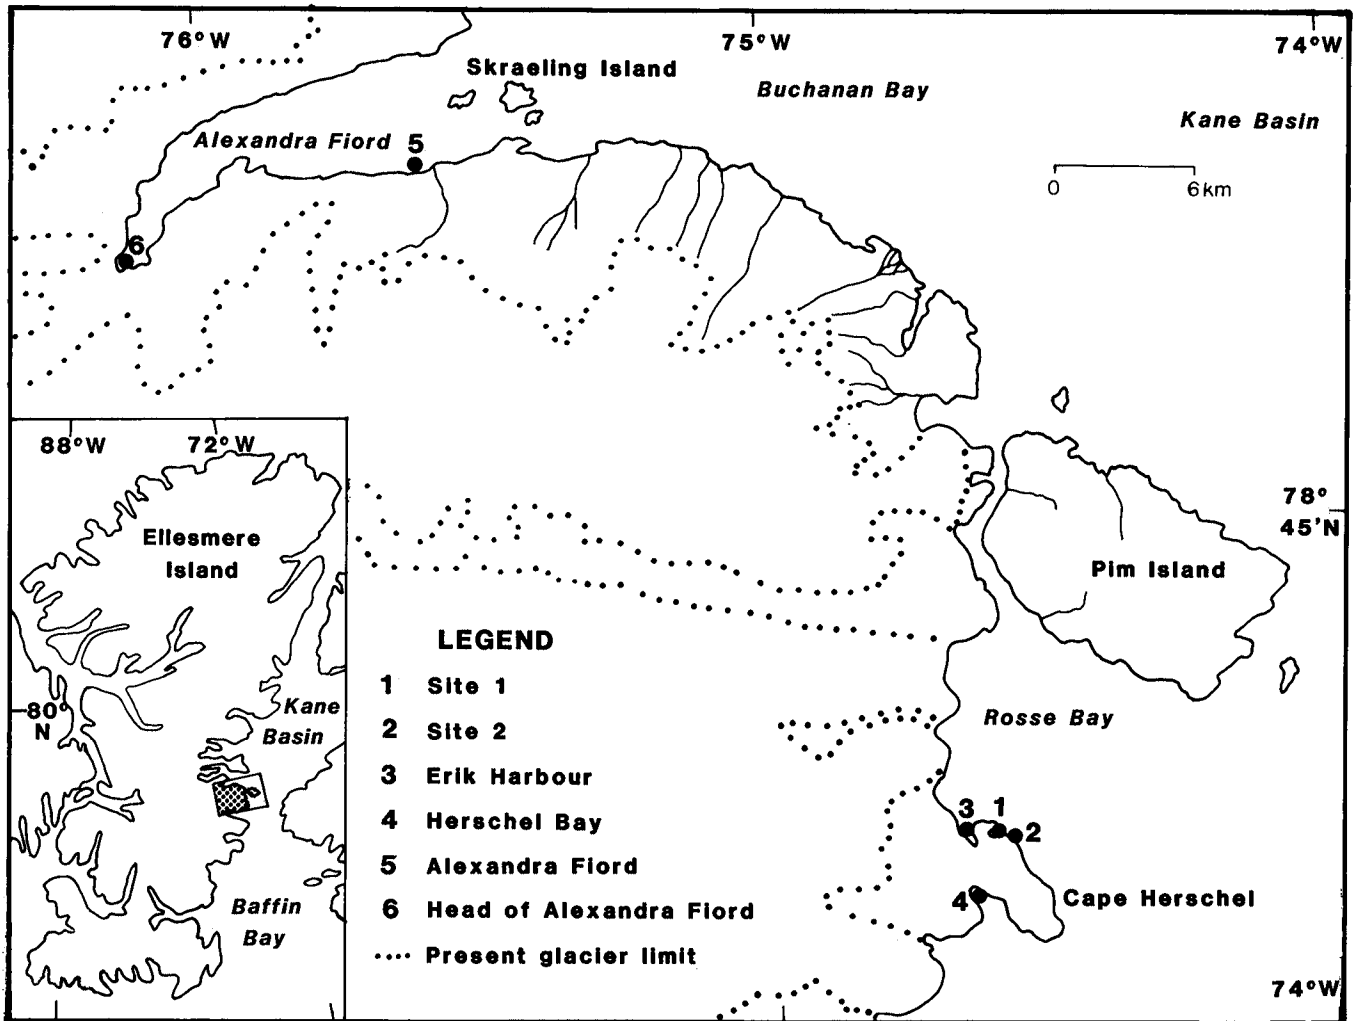 76°W
75°W
74°W
Skraeling Island
Buchanan Bay
Kane Basin
Alexandra Fiord
5
0
6km
6
88°W
72°W
Ellesmere
Island
78°
45'N
Pim Island
LEGEND
1 Site 1
2 Site 2
3 Erik Harbour
4 Herschel Bay
5 Alexandra Fiord
6 Head of Alexandra Fiord
.... Present glacier limit
80°
N
Kane
Basin
Baffin
Bay
Rosse Bay
3
1
2
4
Cape Herschel
74°W